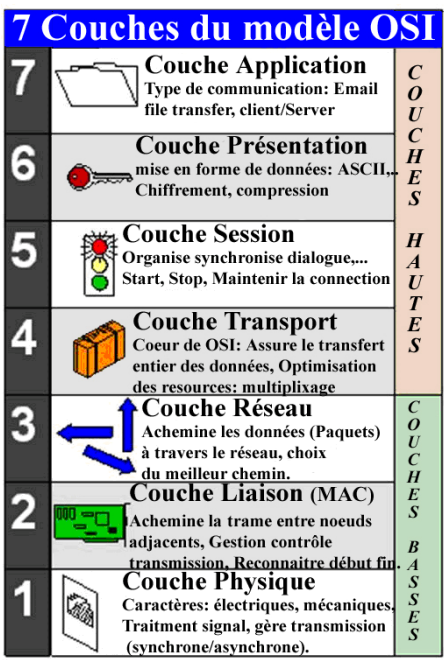 7 Couches du modèle OSI
7
Couche Application
Type de communication: Email
file transfer, client/Server
6
Couche Présentation
mise en forme de données: ASCII,..
Chiffrement, compression
5
Couche Session
Organise synchronise dialogue,...
Start, Stop, Maintenir la connection
4
Couche Transport
Coeur de OSI: Assure le transfert
entier des données, Optimisation
des resources: multiplixage
3
Couche Réseau
Achemine les données (Paquets)
à travers le réseau, choix
du meilleur chemin.
2
Couche Liaison (MAC)
Achemine la trame entre noeuds
adjacents, Gestion contrôle
transmission, Reconnaitre début fin.
1
Couche Physique
Caractères: électriques, mécaniques,
Traitment signal, gère transmission
(synchrone/asynchrone).
COUCHES HAUTES
COUCHES BASSES